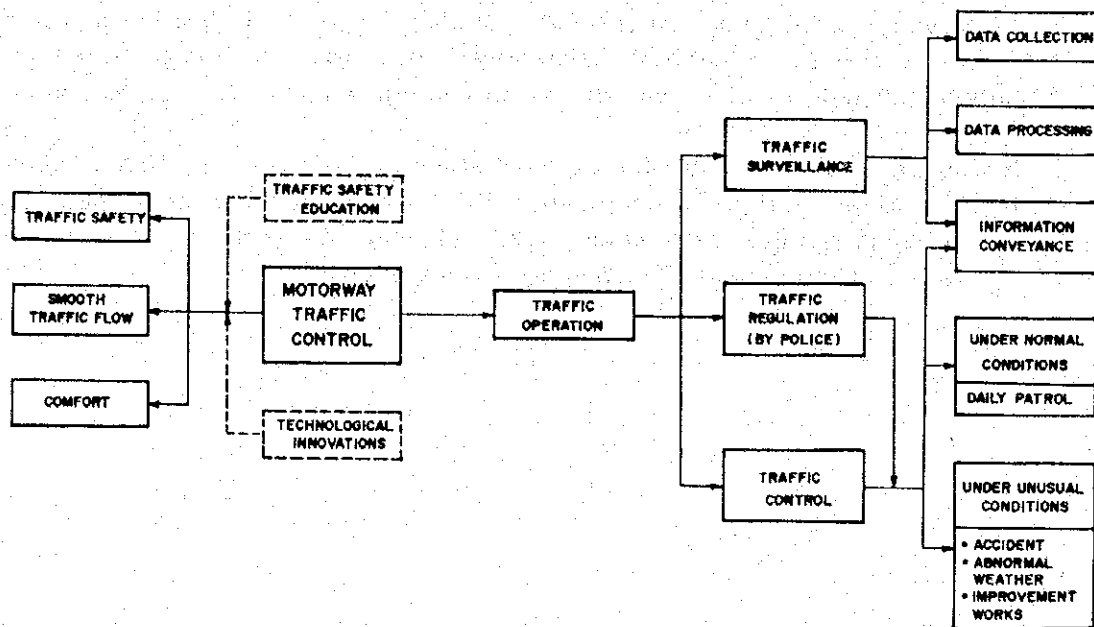 TRAFFIC SAFETY
SMOOTH
TRAFFIC FLOW
COMFORT
TRAFFIC SAFETY
EDUCATION
MOTORWAY
TRAFFIC
CONTROL
TECHNOLOGICAL
INNOVATIONS
TRAFFIC
OPERATION
TRAFFIC
SURVEILLANCE
TRAFFIC
REGULATION
(BY POLICE)
TRAFFIC
CONTROL
DATA COLLECTION
DATA PROCESSING
INFORMATION
CONVEYANCE
UNDER NORMAL
CONDITIONS
DAILY PATROL
UNDER UNUSUAL
CONDITIONS
• ACCIDENT
• ABNORMAL
WEATHER
• IMPROVEMENT
WORKS